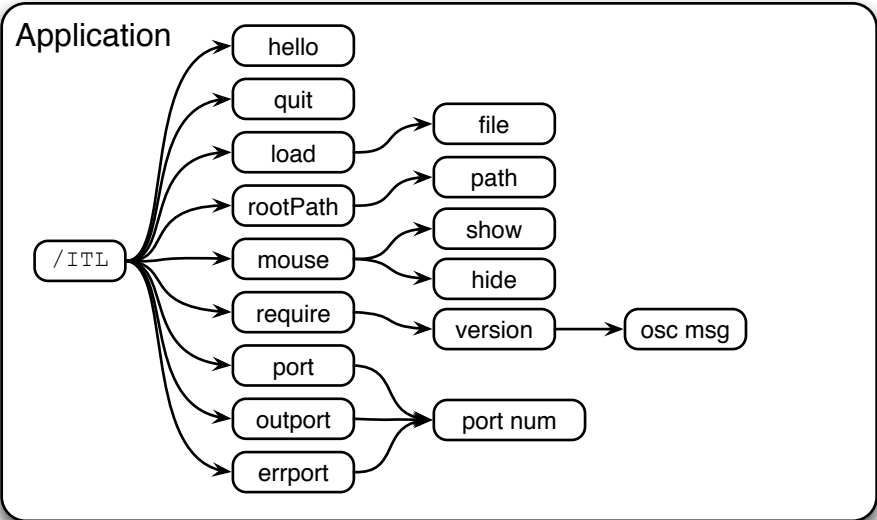 Application
hello
quit
load
file
rootPath
path
/ITL
mouse
show
hide
require
version
osc msg
port
outport
port num
errport